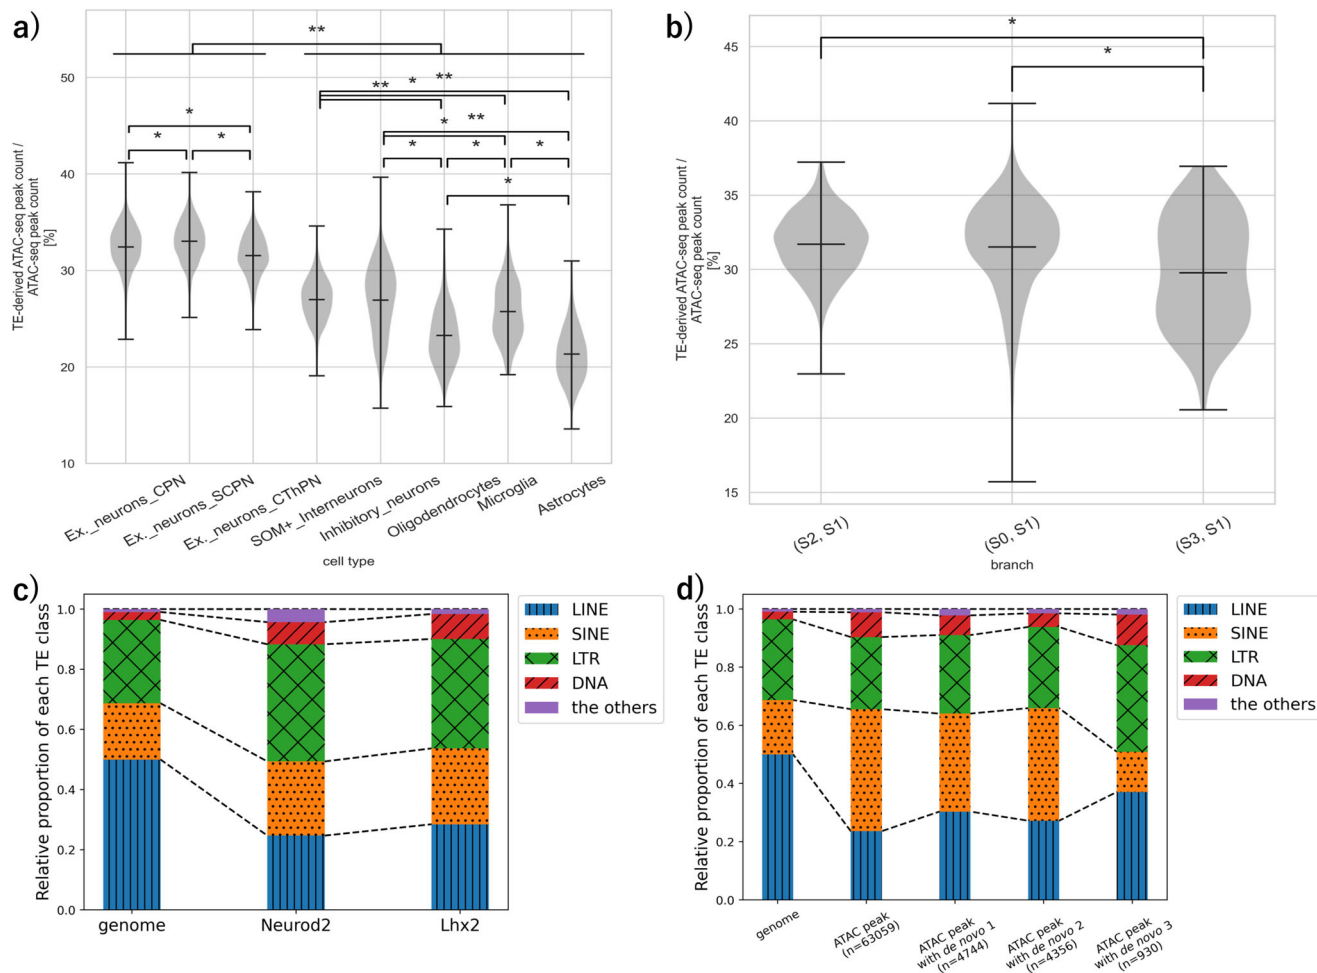 a)
TE-derived ATAC-seq peak count /
ATAC-seq peak count
[%]
50
40
30
20
10
**
**
*
**
*
*
**
*
*
*
*
*
*
*
Ex._neurons_CPN
Ex._neurons_SCPN
Ex._neurons_CThPN
SOM+_Interneurons
Inhibitory_neurons
Oligodendrocytes
Microglia
Astrocytes
cell type
b)
TE-derived ATAC-seq peak count /
ATAC-seq peak count
[%]
45
40
35
30
25
20
15
*
*
(S2, S1)
(S0, S1)
(S3, S1)
branch
c)
Relative proportion of each TE class
1.0
0.8
0.6
0.4
0.2
0.0
genome
Neurod2
Lhx2
LINE
SINE
LTR
DNA
the others
d)
Relative proportion of each TE class
1.0
0.8
0.6
0.4
0.2
0.0
genome
ATAC peak
(n=63059)
ATAC peak
with de novo 1
(n=4744)
ATAC peak
with de novo 2
(n=4356)
ATAC peak
with de novo 3
(n=930)
LINE
SINE
LTR
DNA
the others